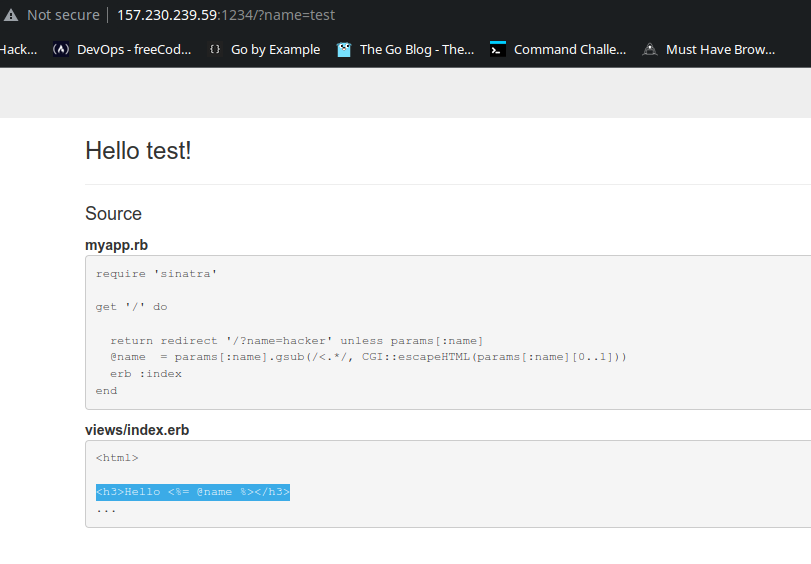 Not secure | 157.230.239.59:1234/?name=test
Hack... DevOps - freeCod... Go by Example The Go Blog - The... Command Challe... Must Have Brow...
Hello test!
Source
myapp.rb
require 'sinatra'
get '/' do
return redirect '/?name=hacker' unless params[:name]
@name  = params[:name].gsub(/<.*/, CGI::escapeHTML(params[:name][0..1]))
erb :index
end
views/index.erb
<html>
<h3>Hello <%= @name %></h3>
...